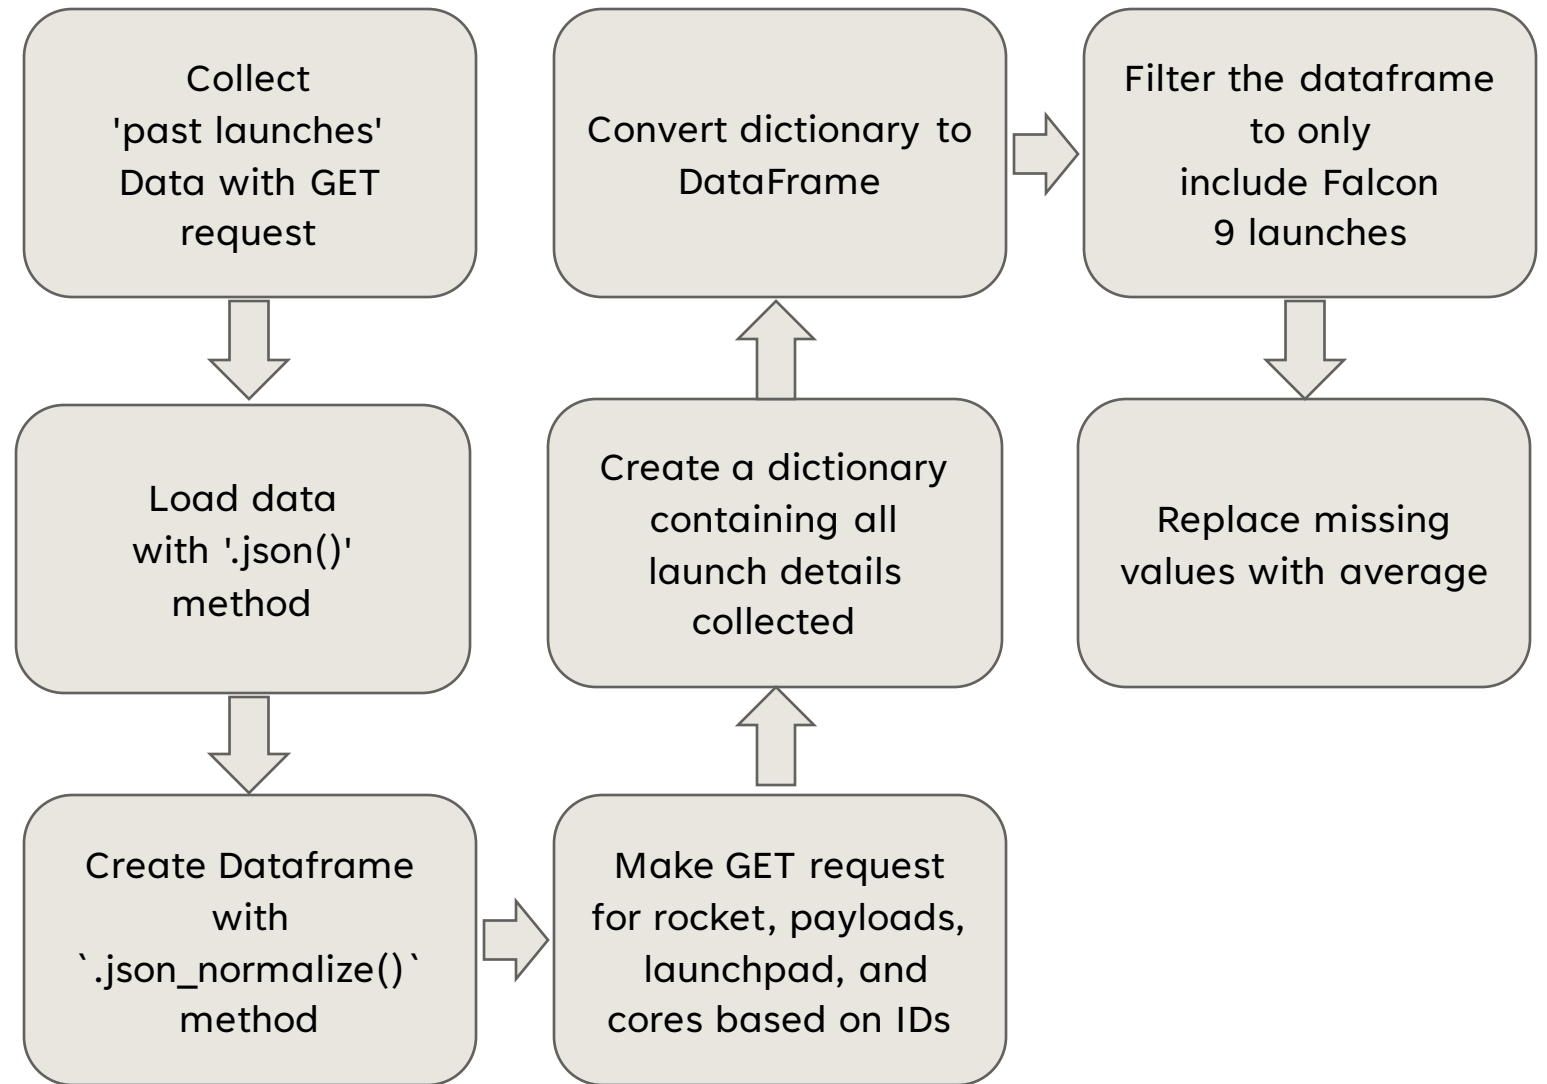 Collect
'past launches'
Data with GET
request
Load data
with '.json()'
method
Create Dataframe
with
`.json_normalize()`
method
Make GET request
for rocket, payloads,
launchpad, and
cores based on IDs
Create a dictionary
containing all
launch details
collected
Convert dictionary to
DataFrame
Filter the dataframe
to only
include Falcon
9 launches
Replace missing
values with average